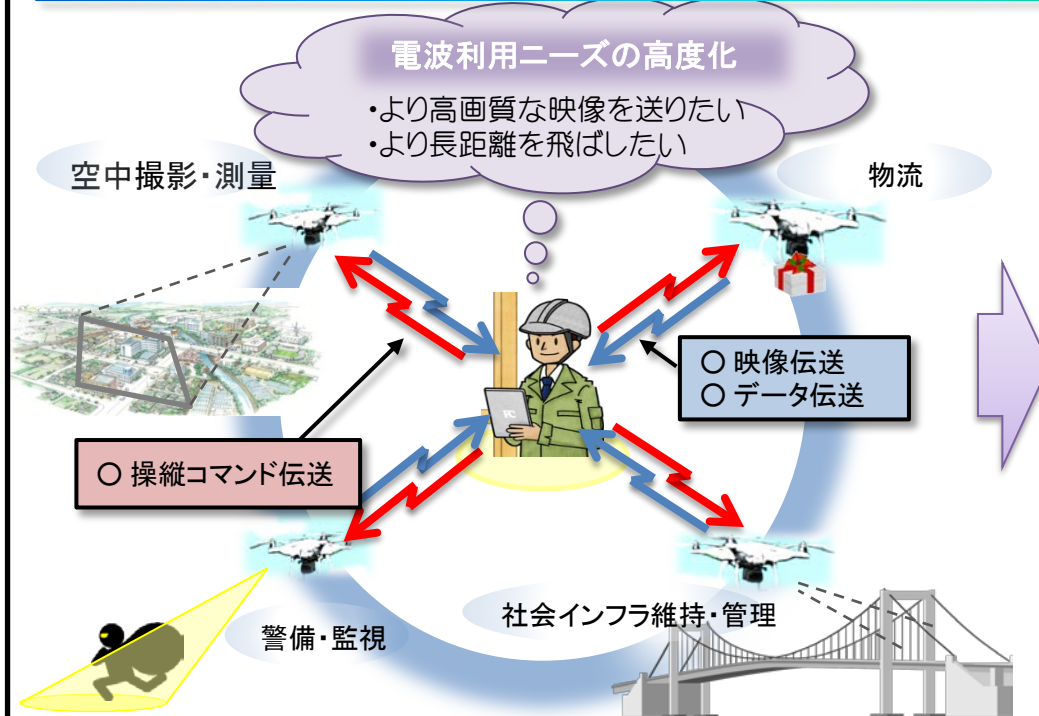 電波利用ニーズの高度化
・より高画質な映像を送りたい
・より長距離を飛ばしたい
空中撮影・測量
物流
〇 映像伝送
〇 データ伝送
〇 操縦コマンド伝送
警備・監視
社会インフラ維持・管理